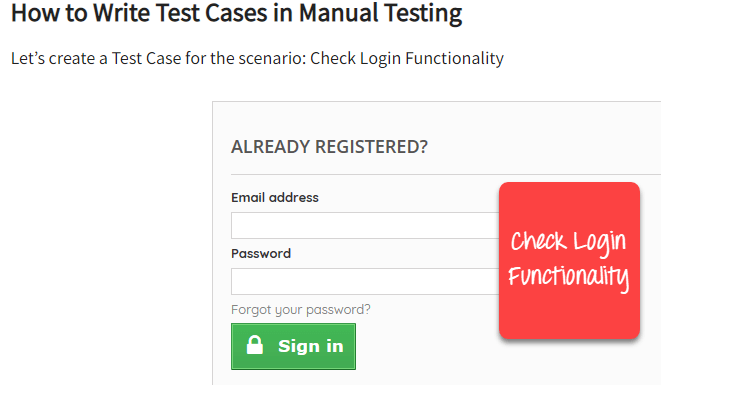 How to Write Test Cases in Manual Testing
Let’s create a Test Case for the scenario: Check Login Functionality
ALREADY REGISTERED?
Email address
Password
Forgot your password?
Sign in
Check Login
Functionality